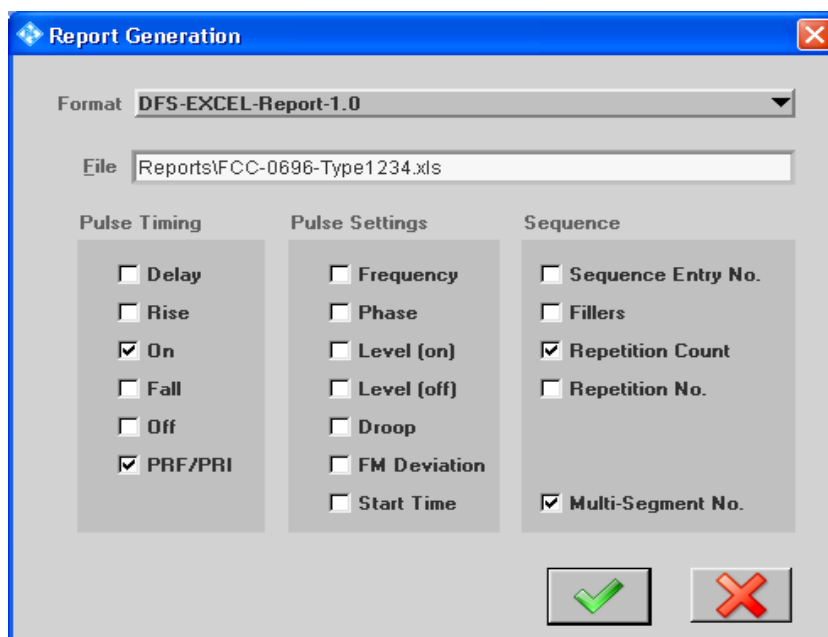 Report Generation
Format DFS-EXCEL-Report-1.0
File Reports\FCC-0696-Type1234.xls
Pulse Timing
Delay
Rise
On
Fall
Off
PRF/PRI
Pulse Settings
Frequency
Phase
Level (on)
Level (off)
Droop
FM Deviation
Start Time
Sequence
Sequence Entry No.
Fillers
Repetition Count
Repetition No.
Multi-Segment No.